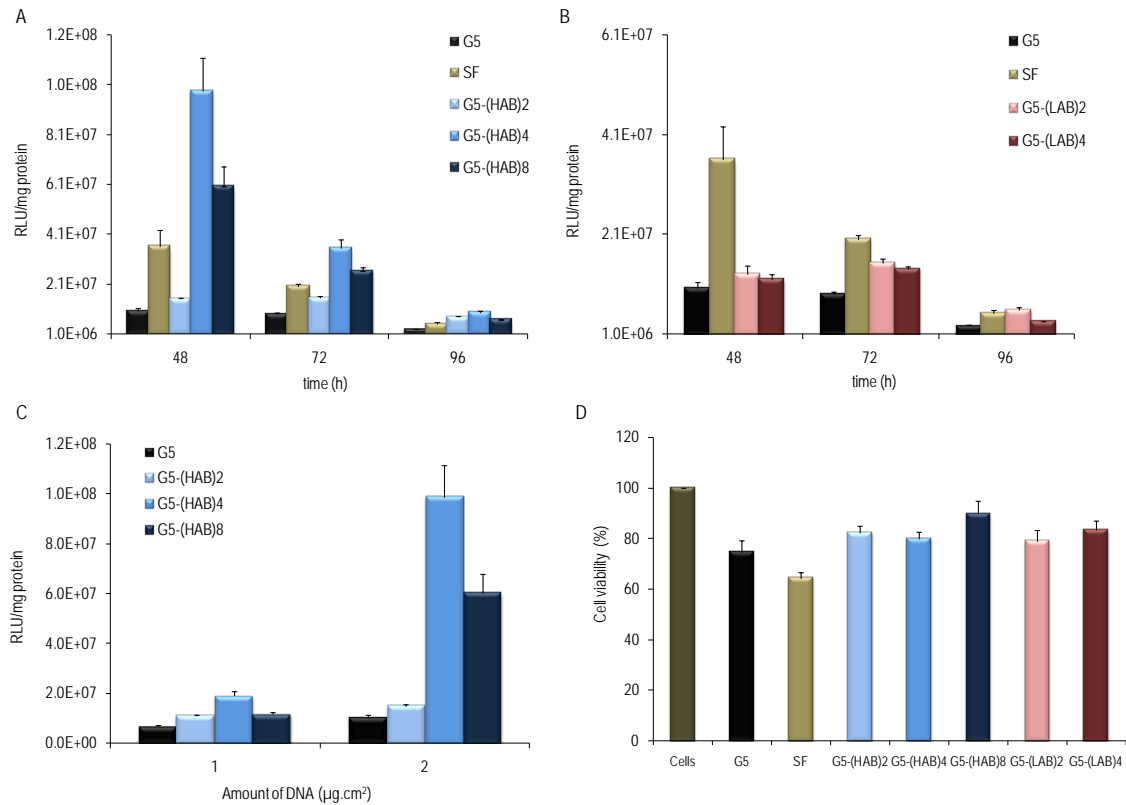 A
1.2E+08
1.0E+08
8.1E+07
6.1E+07
4.1E+07
2.1E+07
1.0E+06
RLU/mg protein
48 72 96
time (h)
G5
SF
G5-(HAB)2
G5-(HAB)4
G5-(HAB)8
B
6.1E+07
4.1E+07
2.1E+07
1.0E+06
RLU/mg protein
48 72 96
time (h)
G5
SF
G5-(LAB)2
G5-(LAB)4
C
1.2E+08
1.0E+08
8.0E+07
6.0E+07
4.0E+07
2.0E+07
0.0E+00
RLU/mg protein
1 2
Amount of DNA (µg.cm²)
G5
G5-(HAB)2
G5-(HAB)4
G5-(HAB)8
D
120
100
80
60
40
20
0
Cell viability (%)
Cells G5 SF G5-(HAB)2 G5-(HAB)4 G5-(HAB)8 G5-(LAB)2 G5-(LAB)4